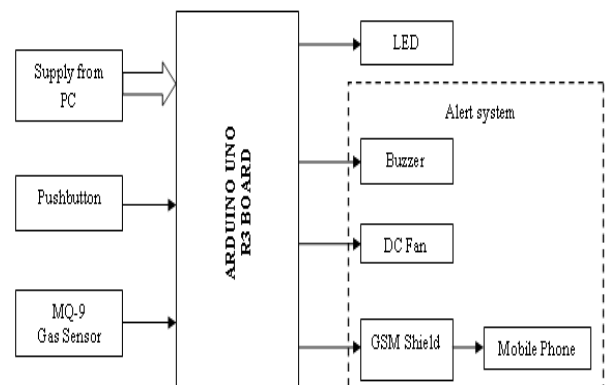 Supply from
PC
Pushbutton
MQ-9
Gas Sensor
ARDUINO UNO
R3 BOARD
LED
Alert system
Buzzer
DC Fan
GSM Shield
Mobile Phone